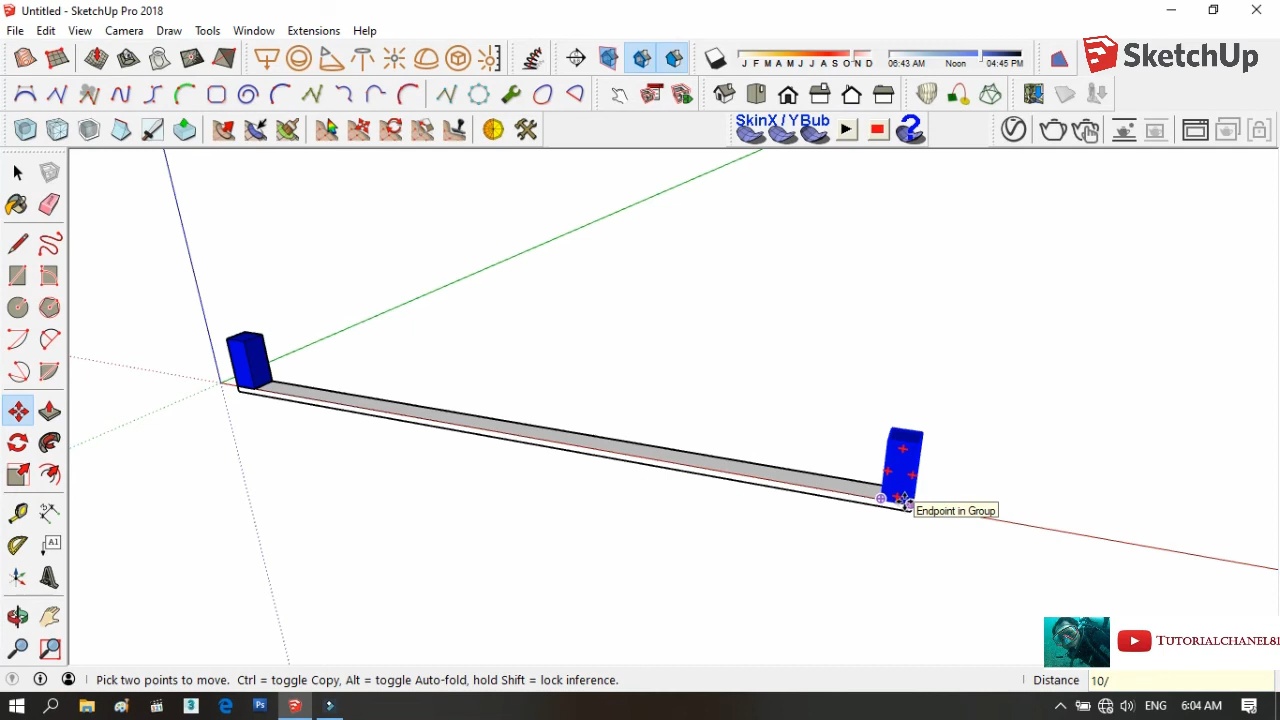 Untitled - SketchUp Pro 2018
File Edit View Camera Draw Tools Window Extensions Help
J F M A M J J A S O N D
06:43 AM Noon 04:45 PM
SketchUp
SkinX / YBub
?
A1
Endpoint in Group
TUTORIALCHANEL81
Pick two points to move. Ctrl = toggle Copy, Alt = toggle Auto-fold, hold Shift = lock inference.
Distance 10/
ENG 6:04 AM